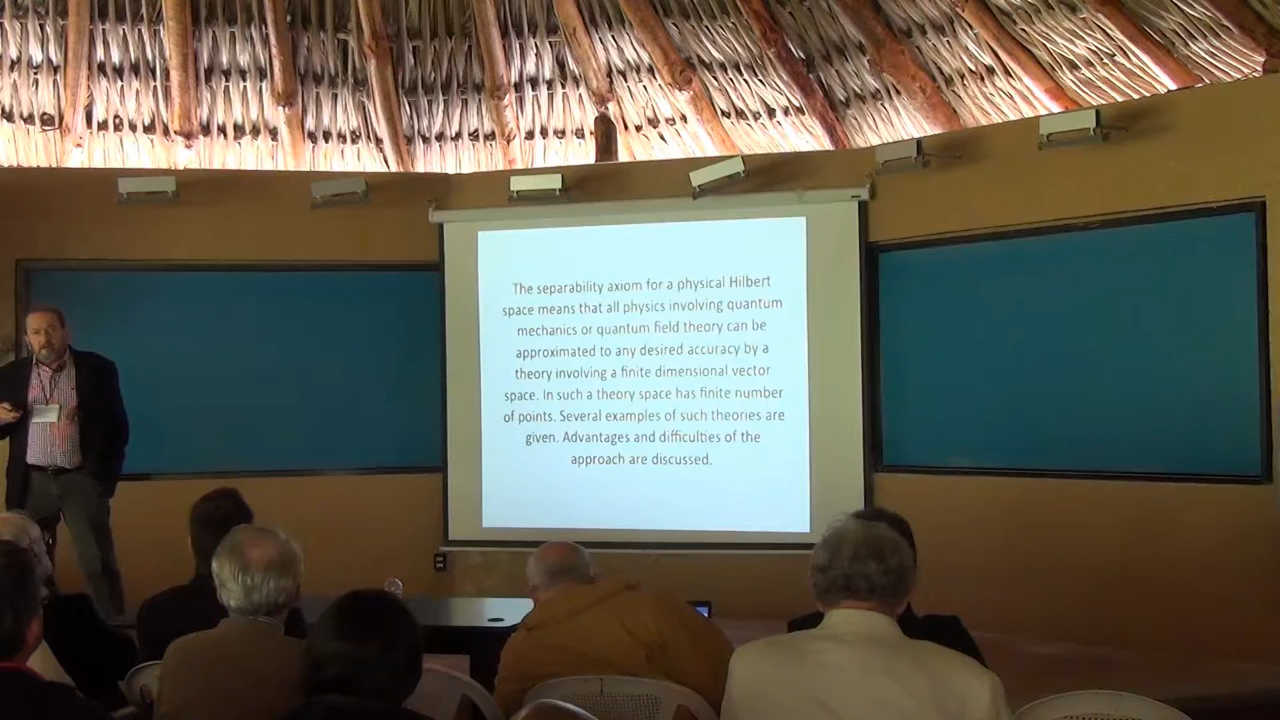 The separability axiom for a physical Hilbert
space means that all physics involving quantum
mechanics or quantum field theory can be
approximated to any desired accuracy by a
theory involving a finite dimensional vector
space. In such a theory space has finite number
of points. Several examples of such theories are
given. Advantages and difficulties of the
approach are discussed.